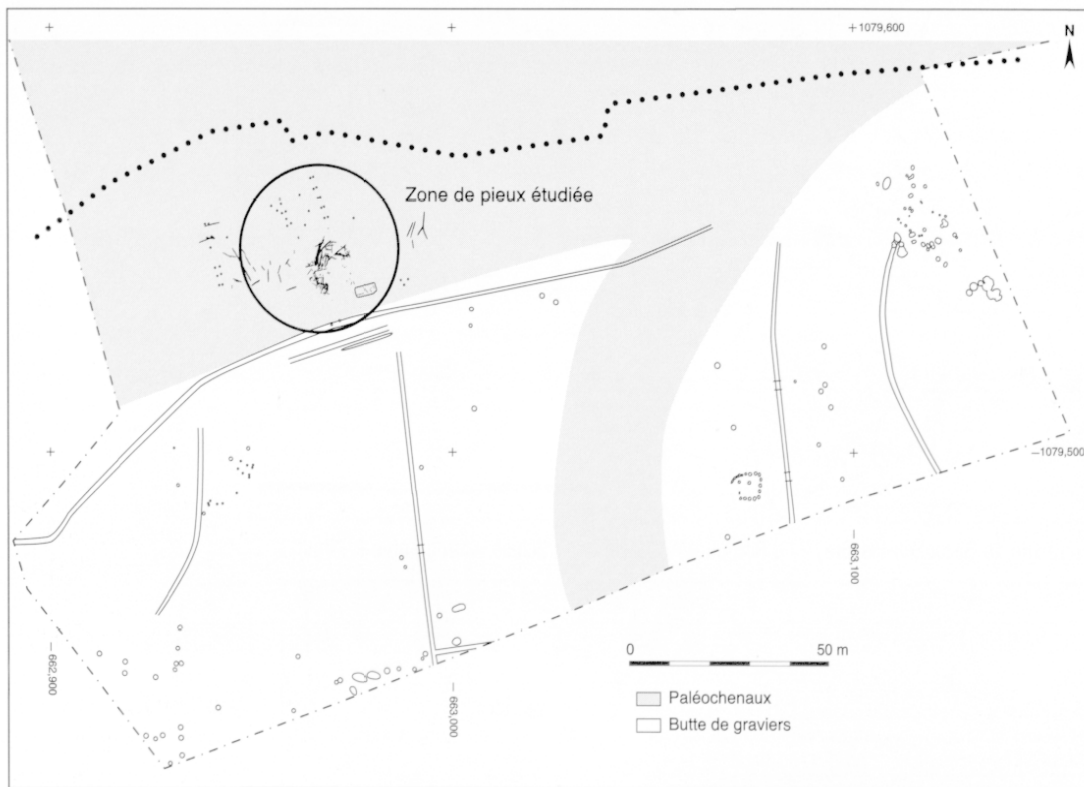 1079,600
N
Zone de pieux étudiée
1079,500
663,100
662,900
663,000
0 50 m
Paléochenaux
Butte de graviers